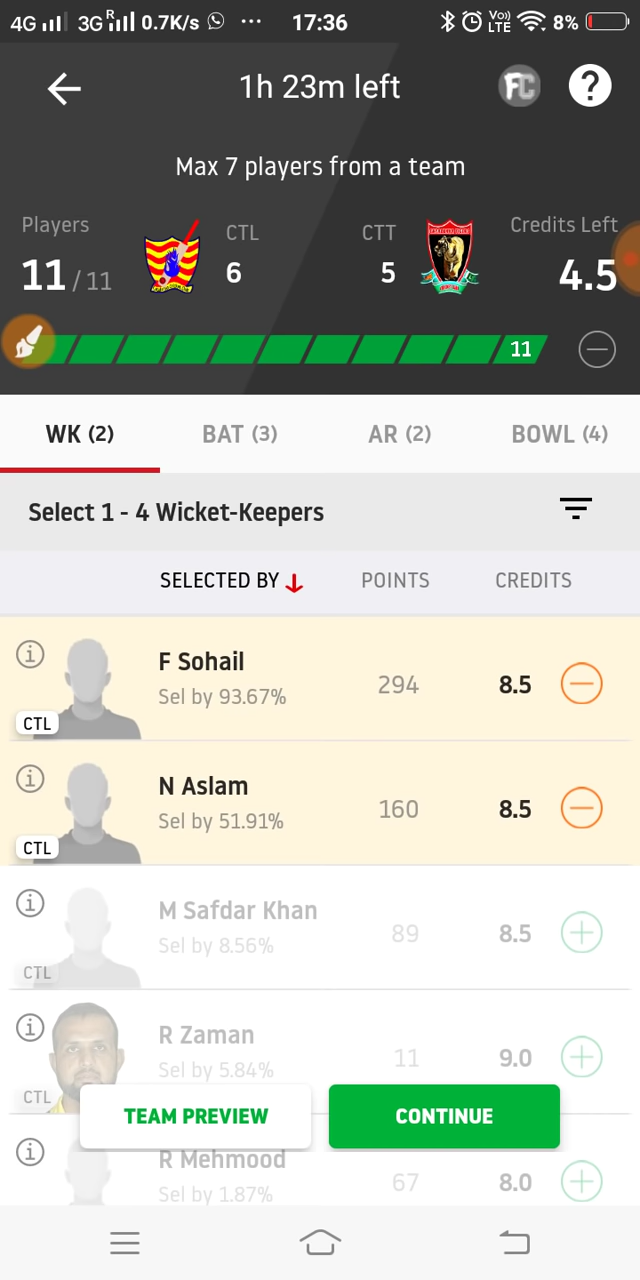 4G 3G R 0.7K/s ... 17:36 Vo) LTE 8%
1h 23m left FC ?
Max 7 players from a team
Players CTL CTT Credits Left
11 / 11 6 5 4.5
11
WK (2) BAT (3) AR (2) BOWL (4)
Select 1 - 4 Wicket-Keepers
SELECTED BY POINTS CREDITS
F Sohail
Sel by 93.67% 294 8.5
CTL
N Aslam
Sel by 51.91% 160 8.5
CTL
M Safdar Khan
Sel by 8.56% 89 8.5
CTL
R Zaman
Sel by 5.84% 11 9.0
CTL
TEAM PREVIEW CONTINUE
R Mehmood
Sel by 1.87% 67 8.0